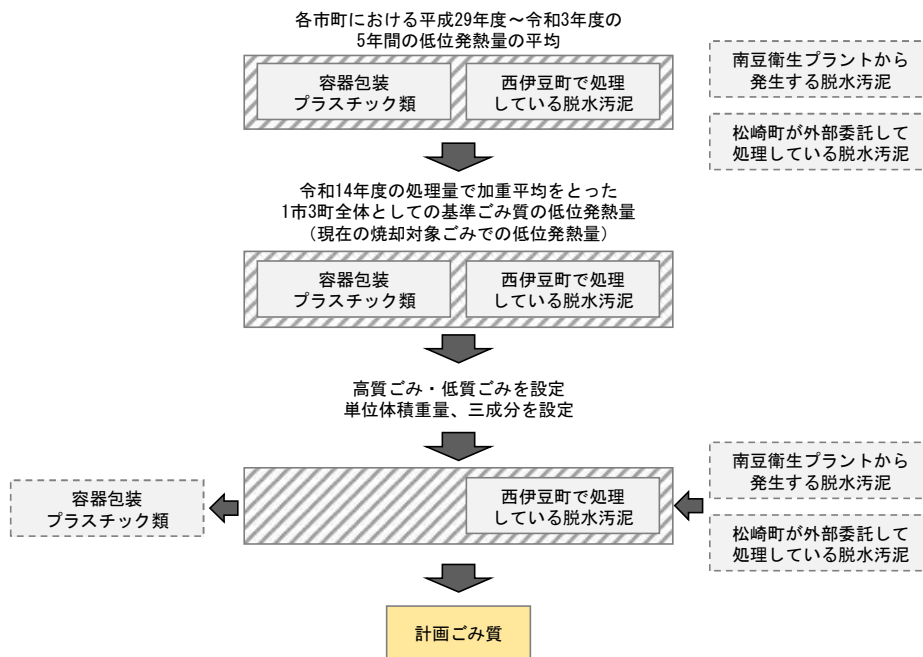 各市町における平成29年度～令和3年度の
5年間の低位発熱量の平均
容器包装
プラスチック類
西伊豆町で処理
している脱水汚泥
南豆衛生プラントから
発生する脱水汚泥
松崎町が外部委託して
処理している脱水汚泥
令和14年度の処理量で加重平均をとった
1市3町全体としての基準ごみ質の低位発熱量
（現在の焼却対象ごみでの低位発熱量）
容器包装
プラスチック類
西伊豆町で処理
している脱水汚泥
高質ごみ・低質ごみを設定
単位体積重量、三成分を設定
容器包装
プラスチック類
西伊豆町で処理
している脱水汚泥
南豆衛生プラントから
発生する脱水汚泥
松崎町が外部委託して
処理している脱水汚泥
計画ごみ質